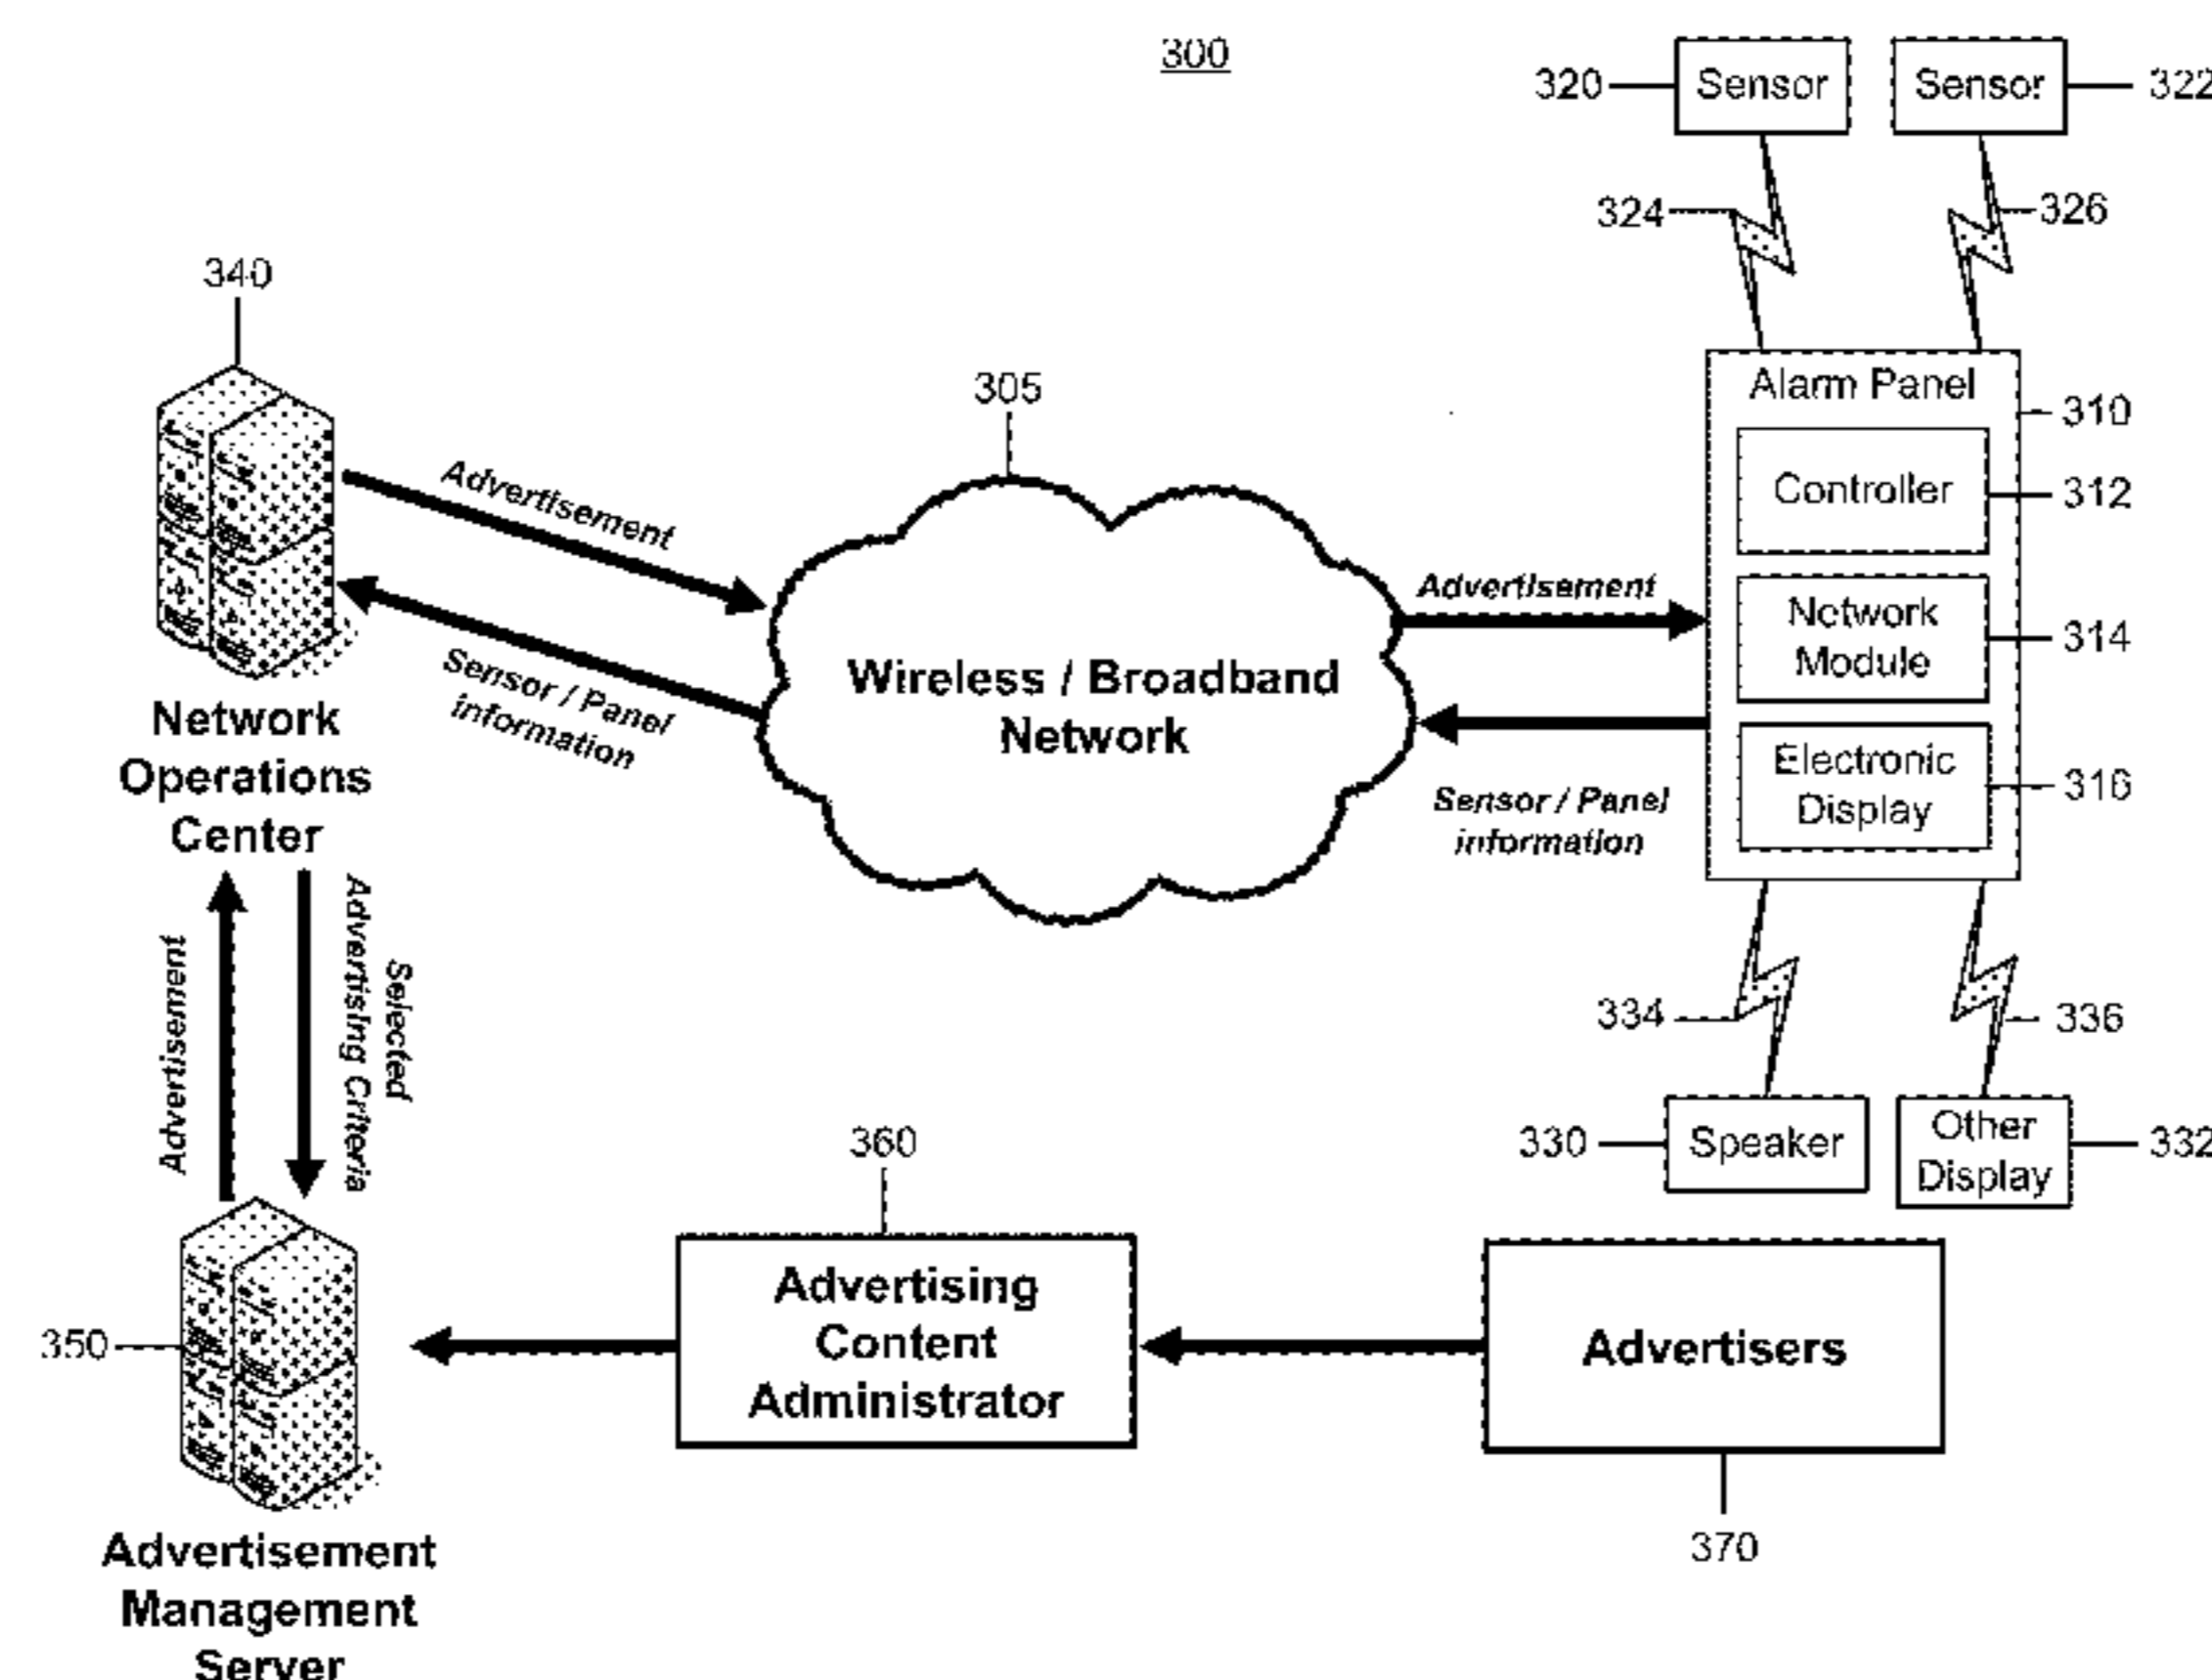 300
320
Sensor
Sensor
322
324
326
340
305
Alarm Panel
310
Controller
312
Network
Module
314
Electronic
Display
316
Advertisement
Sensor / Panel
information
Wireless / Broadband
Network
Advertisement
Sensor / Panel
information
Network
Operations
Center
Advertisement
Selected
Advertising Criteria
334
336
330
Speaker
Other
Display
332
360
Advertising
Content
Administrator
Advertisers
350
370
Advertisement
Management
Server